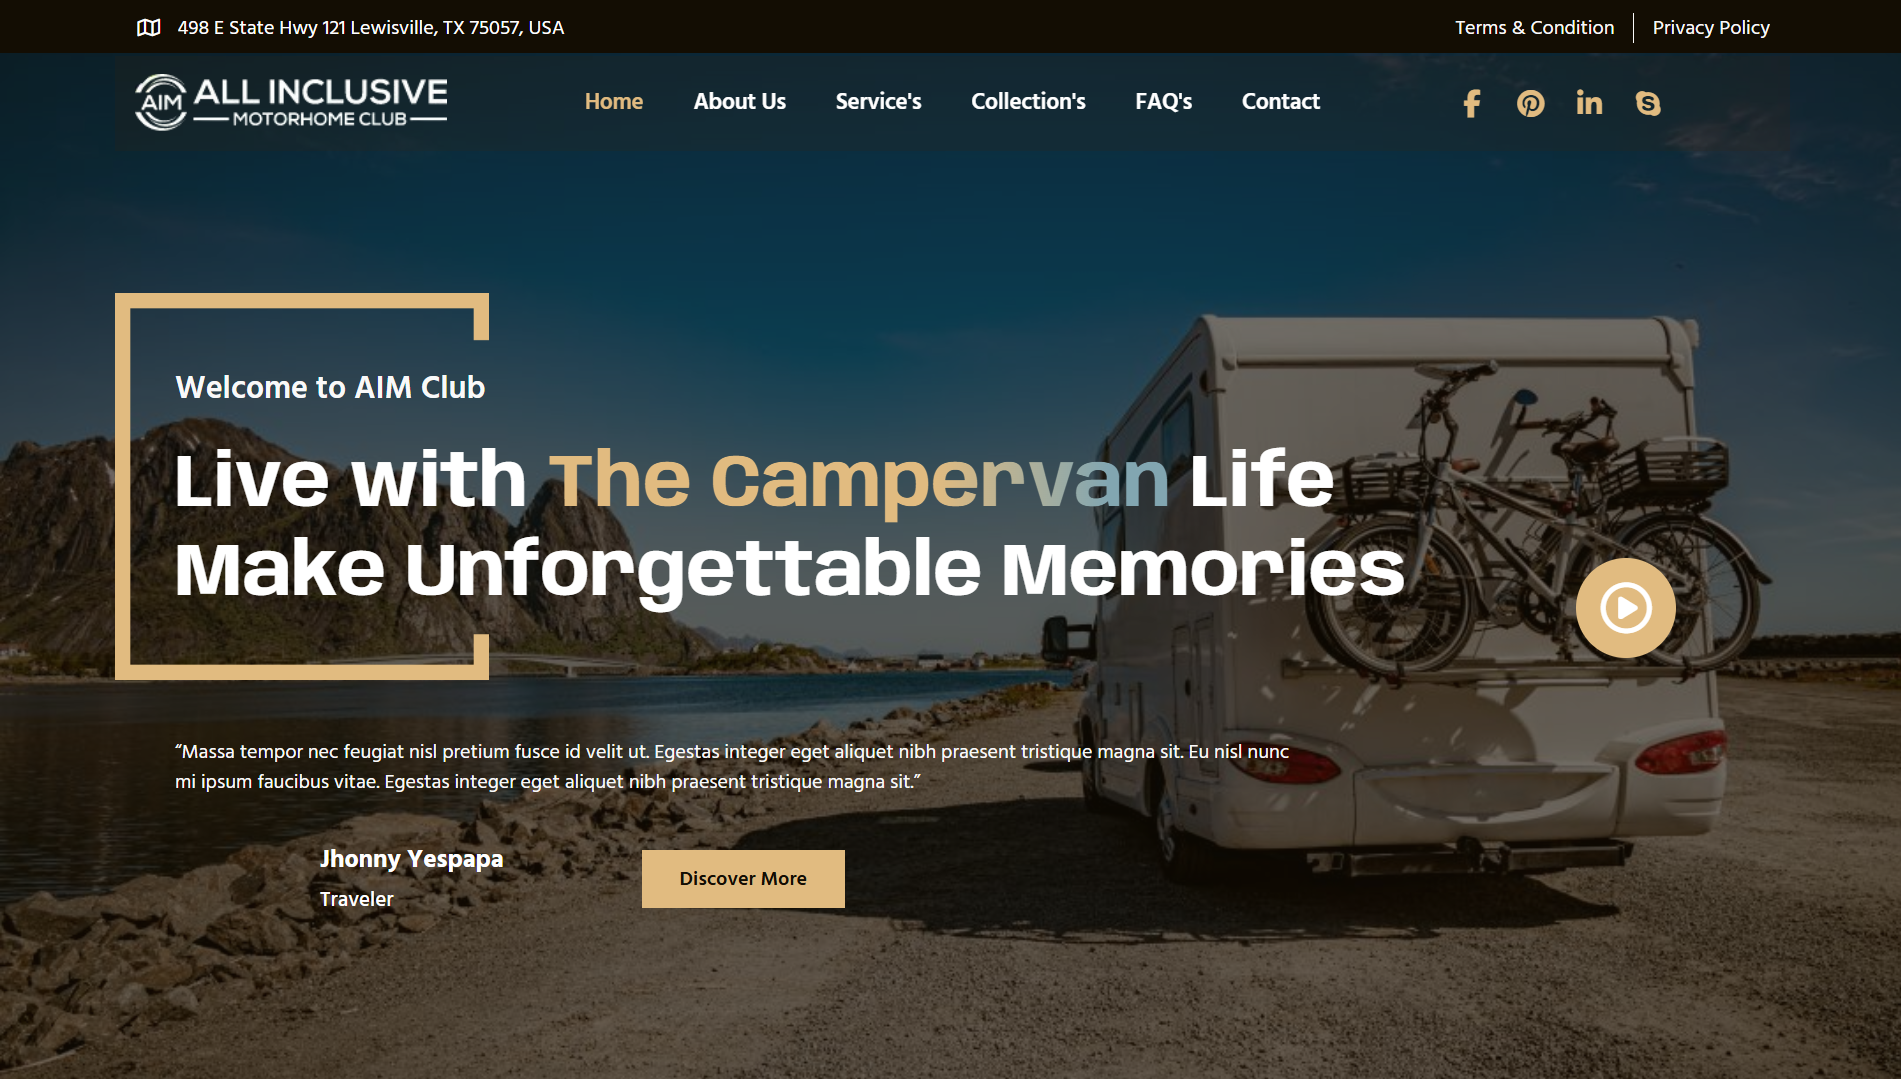 498 E State Hwy 121 Lewisville, TX 75057, USA
Terms & Condition
Privacy Policy
AIM
ALL INCLUSIVE
MOTORHOME CLUB
Home
About Us
Service's
Collection's
FAQ's
Contact
Welcome to AIM Club
Live with The Campervan Life
Make Unforgettable Memories
“Massa tempor nec feugiat nisl pretium fusce id velit ut. Egestas integer eget aliquet nibh praesent tristique magna sit. Eu nisl nunc
mi ipsum faucibus vitae. Egestas integer eget aliquet nibh praesent tristique magna sit.”
Jhonny Yespapa
Traveler
Discover More